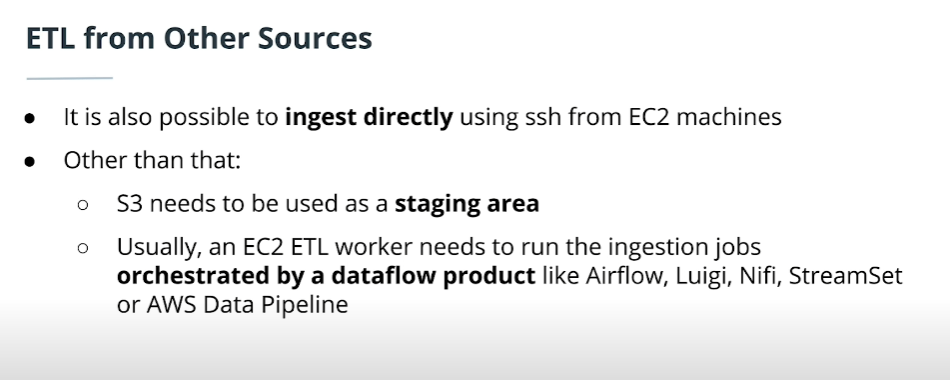 ETL from Other Sources
● It is also possible to ingest directly using ssh from EC2 machines
● Other than that:
○ S3 needs to be used as a staging area
○ Usually, an EC2 ETL worker needs to run the ingestion jobs
orchestrated by a dataflow product like Airflow, Luigi, Nifi, StreamSet
or AWS Data Pipeline